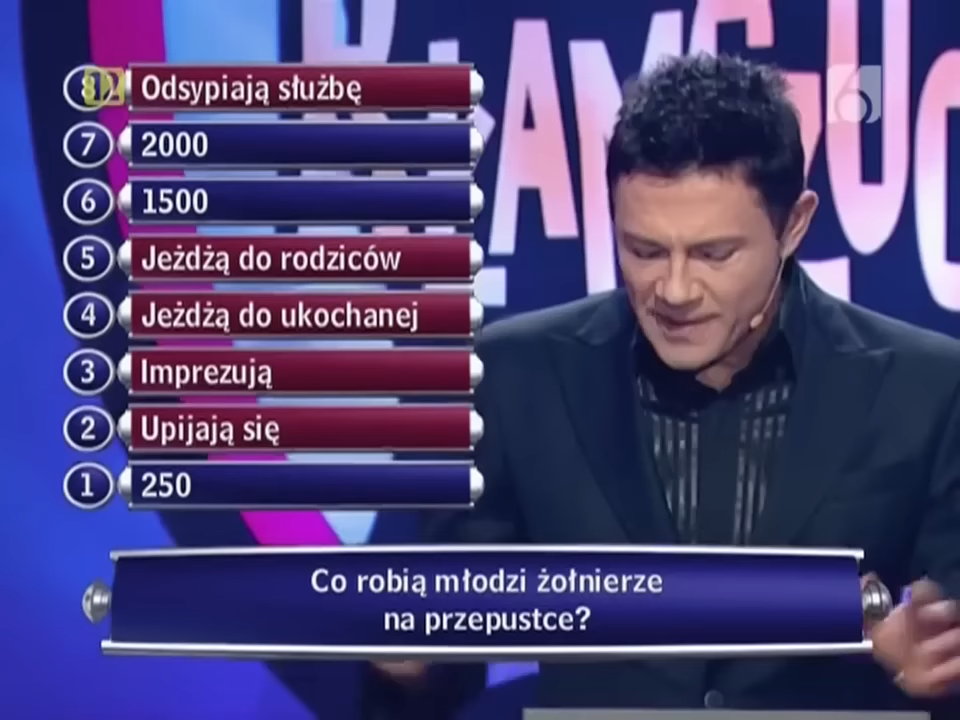 8 Odsypiają służbę
7 2000
6 1500
5 Jeżdżą do rodziców
4 Jeżdżą do ukochanej
3 Imprezują
2 Upijają się
1 250
Co robią młodzi żołnierze
na przepustce?
6